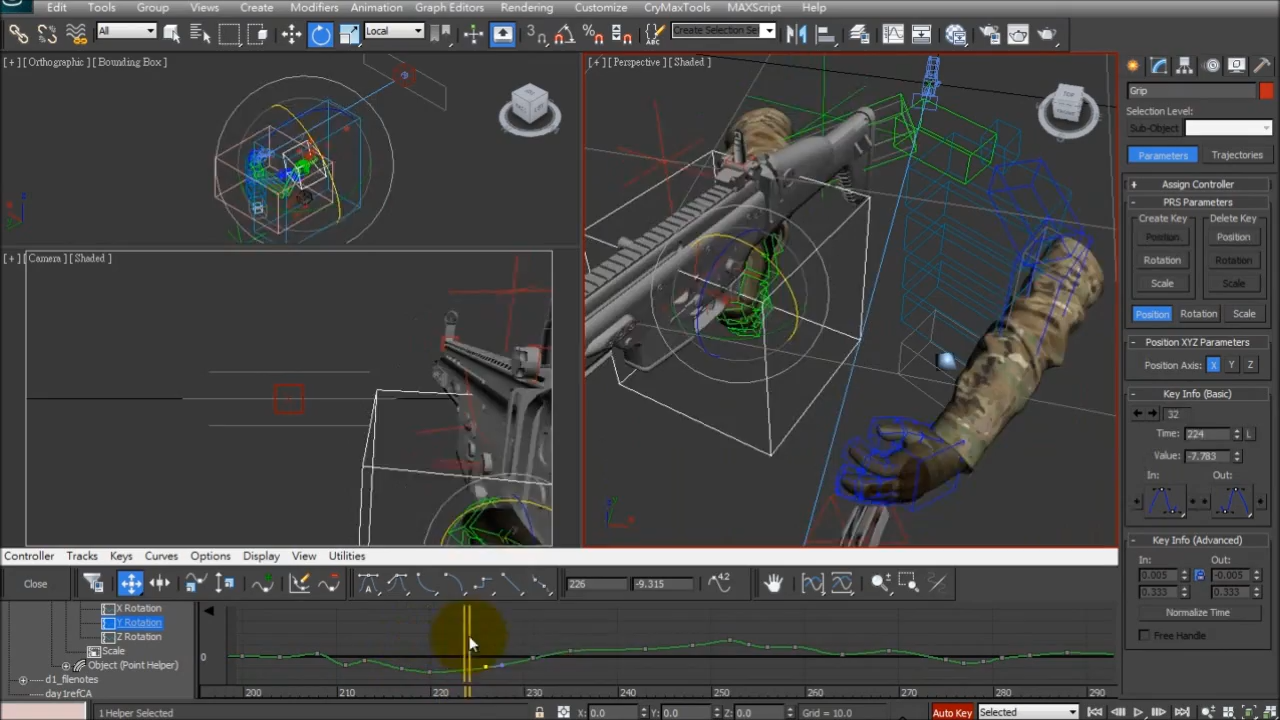 Edit Tools Group Views Create Modifiers Animation Graph Editors Rendering Customize CryMaxTools MAXScript Help
All Local Create Selection Se
[+][Orthographic][Bounding Box]
[+][Perspective][Shaded]
[+][Camera][Shaded]
Grip
Selection Level:
Sub-Object
Parameters Trajectories
+ Assign Controller
- PRS Parameters
Create Key Delete Key
Position Position
Rotation Rotation
Scale Scale
Position Rotation Scale
- Position XYZ Parameters
Position Axis: X Y Z
- Key Info (Basic)
32
Time: 224 L
Value: -7.783
In: Out:
- Key Info (Advanced)
In: Out:
0.005 -0.005
0.333 0.333
Normalize Time
Free Handle
Controller Tracks Keys Curves Options Display View Utilities
Close 226 -9.315
X Rotation
Y Rotation
Z Rotation
Scale
Object (Point Helper)
d1_filenotes
day1refCA
0
200 210 220 230 240 250 260 270 280 290
1 Helper Selected X: 0.0 Y: 0.0 Z: 0.0 Grid = 10.0 Auto Key Selected